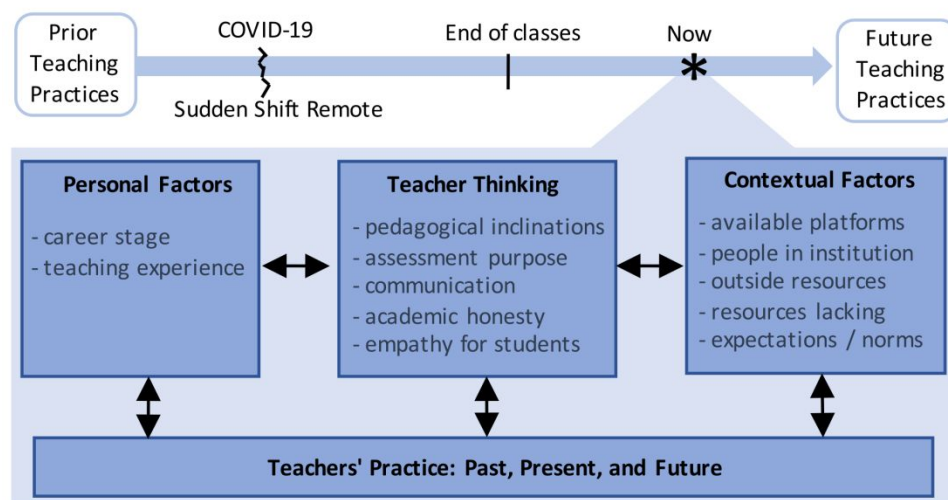 Prior
Teaching
Practices
COVID-19
Sudden Shift Remote
End of classes
Now
*
Future
Teaching
Practices
Personal Factors
- career stage
- teaching experience
Teacher Thinking
- pedagogical inclinations
- assessment purpose
- communication
- academic honesty
- empathy for students
Contextual Factors
- available platforms
- people in institution
- outside resources
- resources lacking
- expectations / norms
Teachers' Practice: Past, Present, and Future